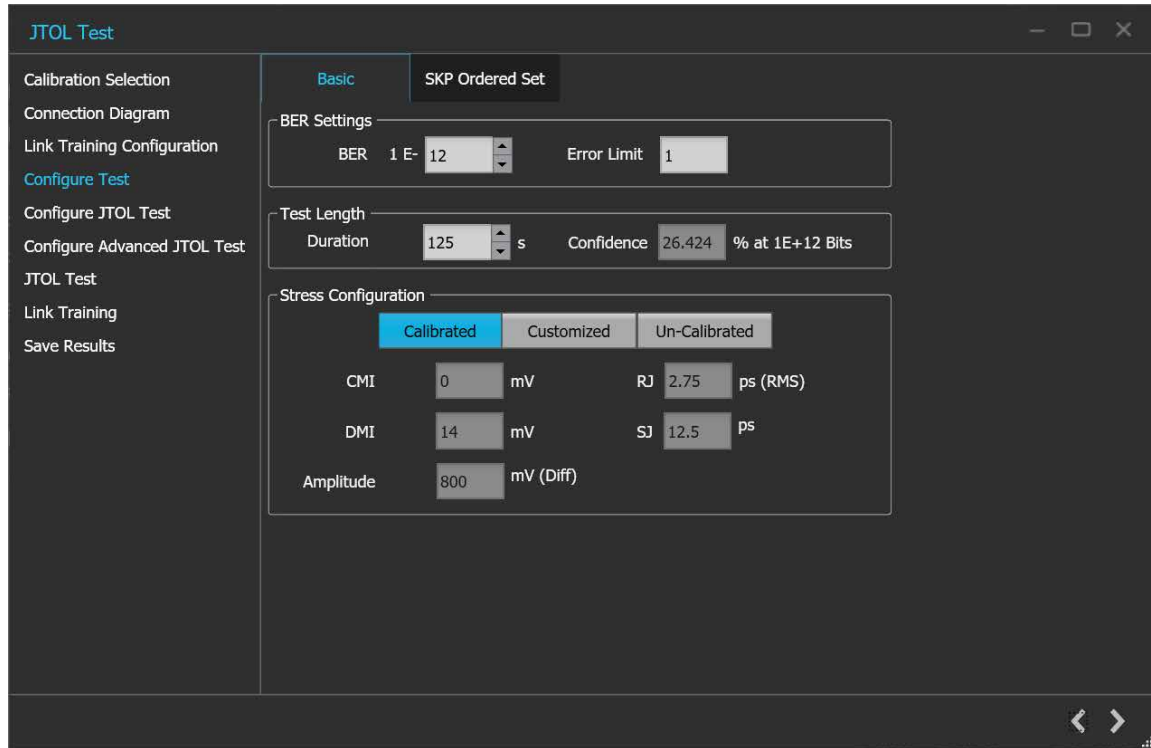 JTOL Test
Calibration Selection
Connection Diagram
Link Training Configuration
Configure Test
Configure JTOL Test
Configure Advanced JTOL Test
JTOL Test
Link Training
Save Results
Basic SKP Ordered Set
BER Settings
BER 1 E- 12 Error Limit 1
Test Length
Duration 125 s Confidence 26.424 % at 1E+12 Bits
Stress Configuration
Calibrated Customized Un-Calibrated
CMI 0 mV RJ 2.75 ps (RMS)
DMI 14 mV SJ 12.5 ps
Amplitude 800 mV (Diff)